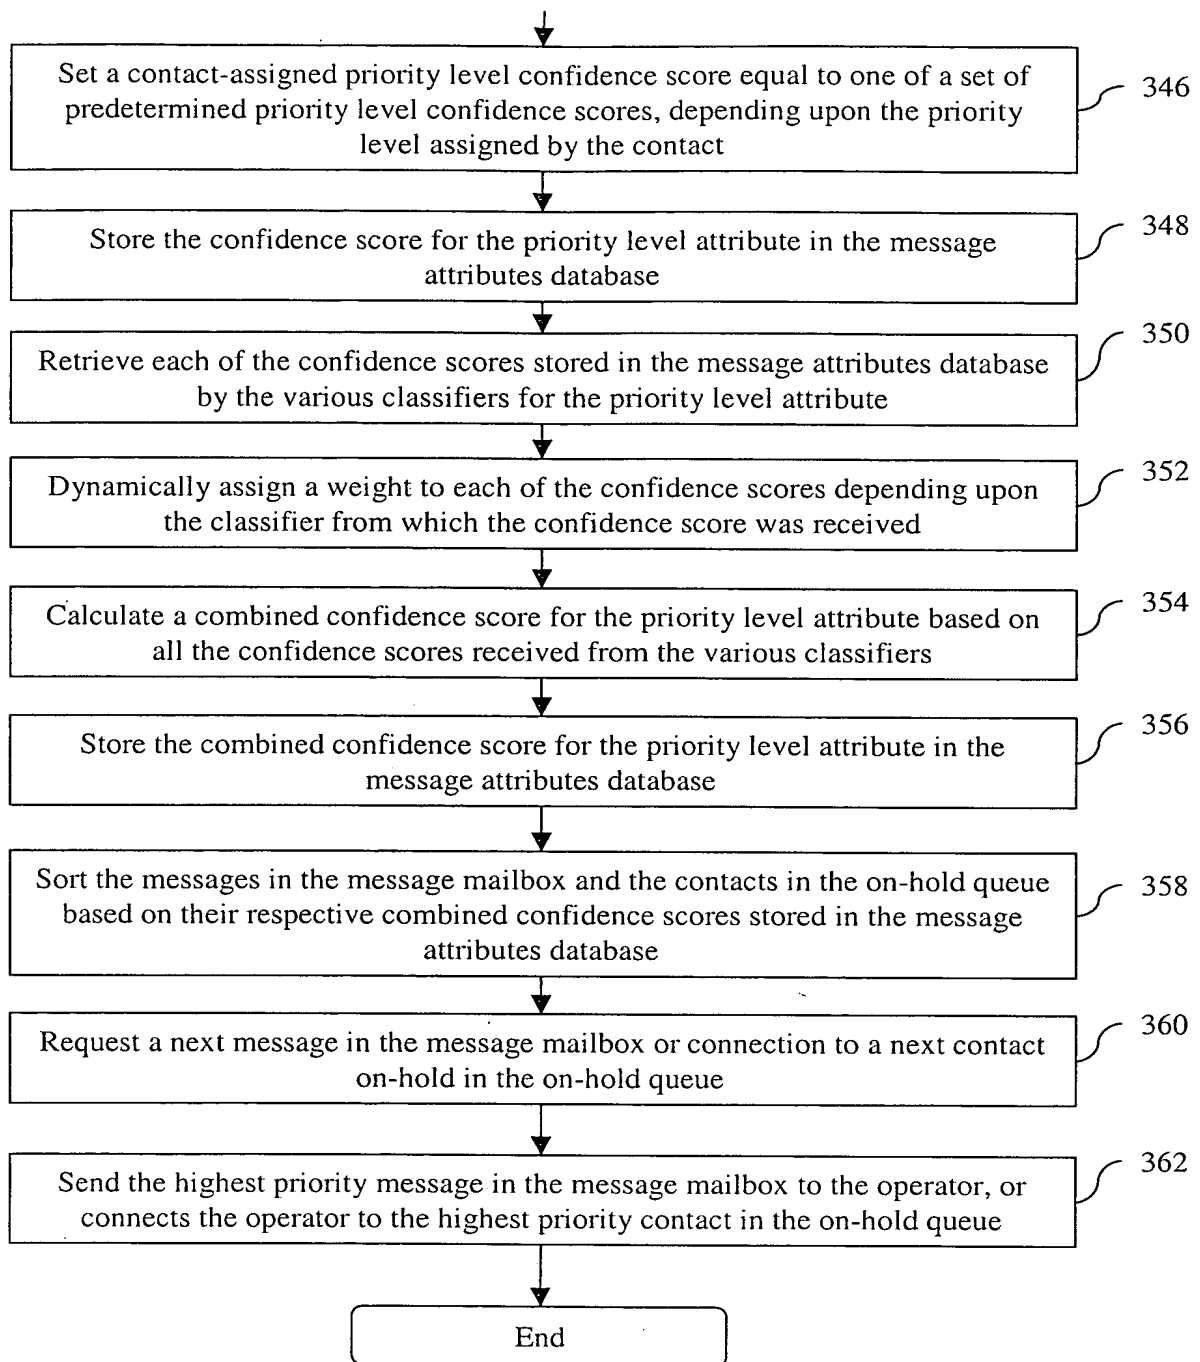 Set a contact-assigned priority level confidence score equal to one of a set of
predetermined priority level confidence scores, depending upon the priority
level assigned by the contact
346
Store the confidence score for the priority level attribute in the message
attributes database
348
Retrieve each of the confidence scores stored in the message attributes database
by the various classifiers for the priority level attribute
350
Dynamically assign a weight to each of the confidence scores depending upon
the classifier from which the confidence score was received
352
Calculate a combined confidence score for the priority level attribute based on
all the confidence scores received from the various classifiers
354
Store the combined confidence score for the priority level attribute in the
message attributes database
356
Sort the messages in the message mailbox and the contacts in the on-hold queue
based on their respective combined confidence scores stored in the message
attributes database
358
Request a next message in the message mailbox or connection to a next contact
on-hold in the on-hold queue
360
Send the highest priority message in the message mailbox to the operator, or
connects the operator to the highest priority contact in the on-hold queue
362
End